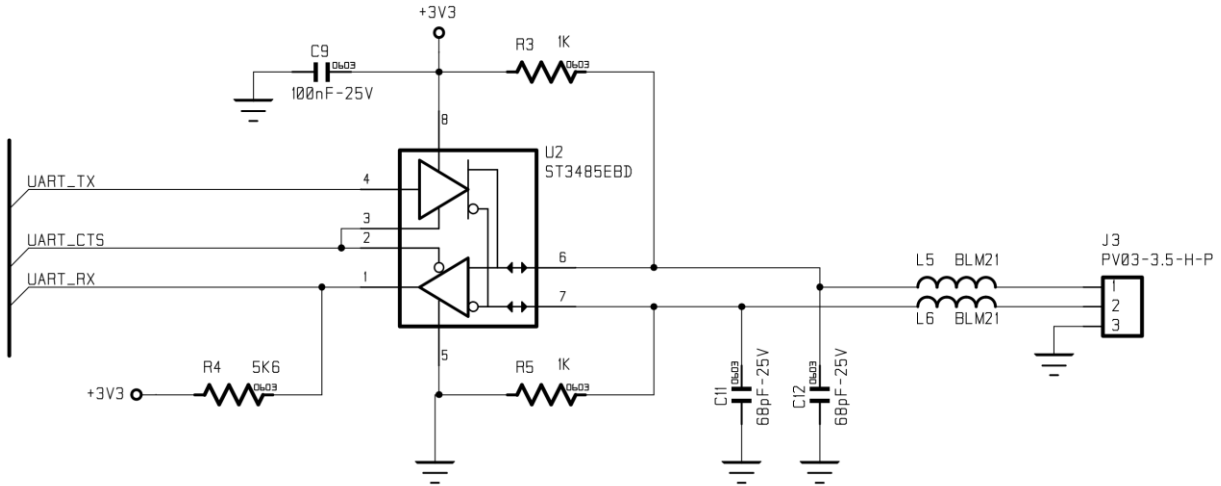 +3V3
R3 1K
0603
C9
0603
100nF-25V
8
U2
ST3485EBD
UART_TX
4
3
UART_CTS
2
UART_RX
1
6
7
J3
PV03-3.5-H-P
L5 BLM21
1
2
L6 BLM21
3
5
R4 5K6
0603
+3V3
R5 1K
0603
C11
0603
68pF-25V
C12
0603
68pF-25V